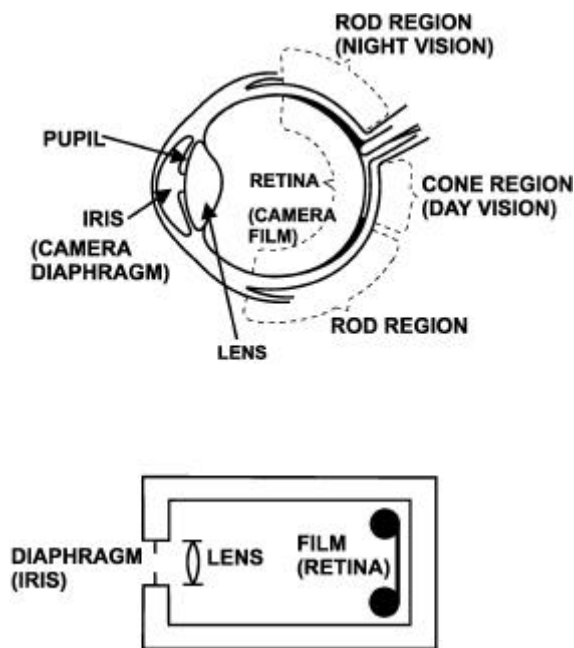 ROD REGION
(NIGHT VISION)
PUPIL
RETINA
(CAMERA
FILM)
CONE REGION
(DAY VISION)
IRIS
(CAMERA
DIAPHRAGM)
ROD REGION
LENS
DIAPHRAGM
(IRIS)
LENS
FILM
(RETINA)